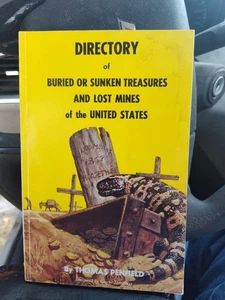 DIRECTORY
of
BURIED OR SUNKEN TREASURES
AND LOST MINES
of the UNITED STATES
By THOMAS PENFIELD